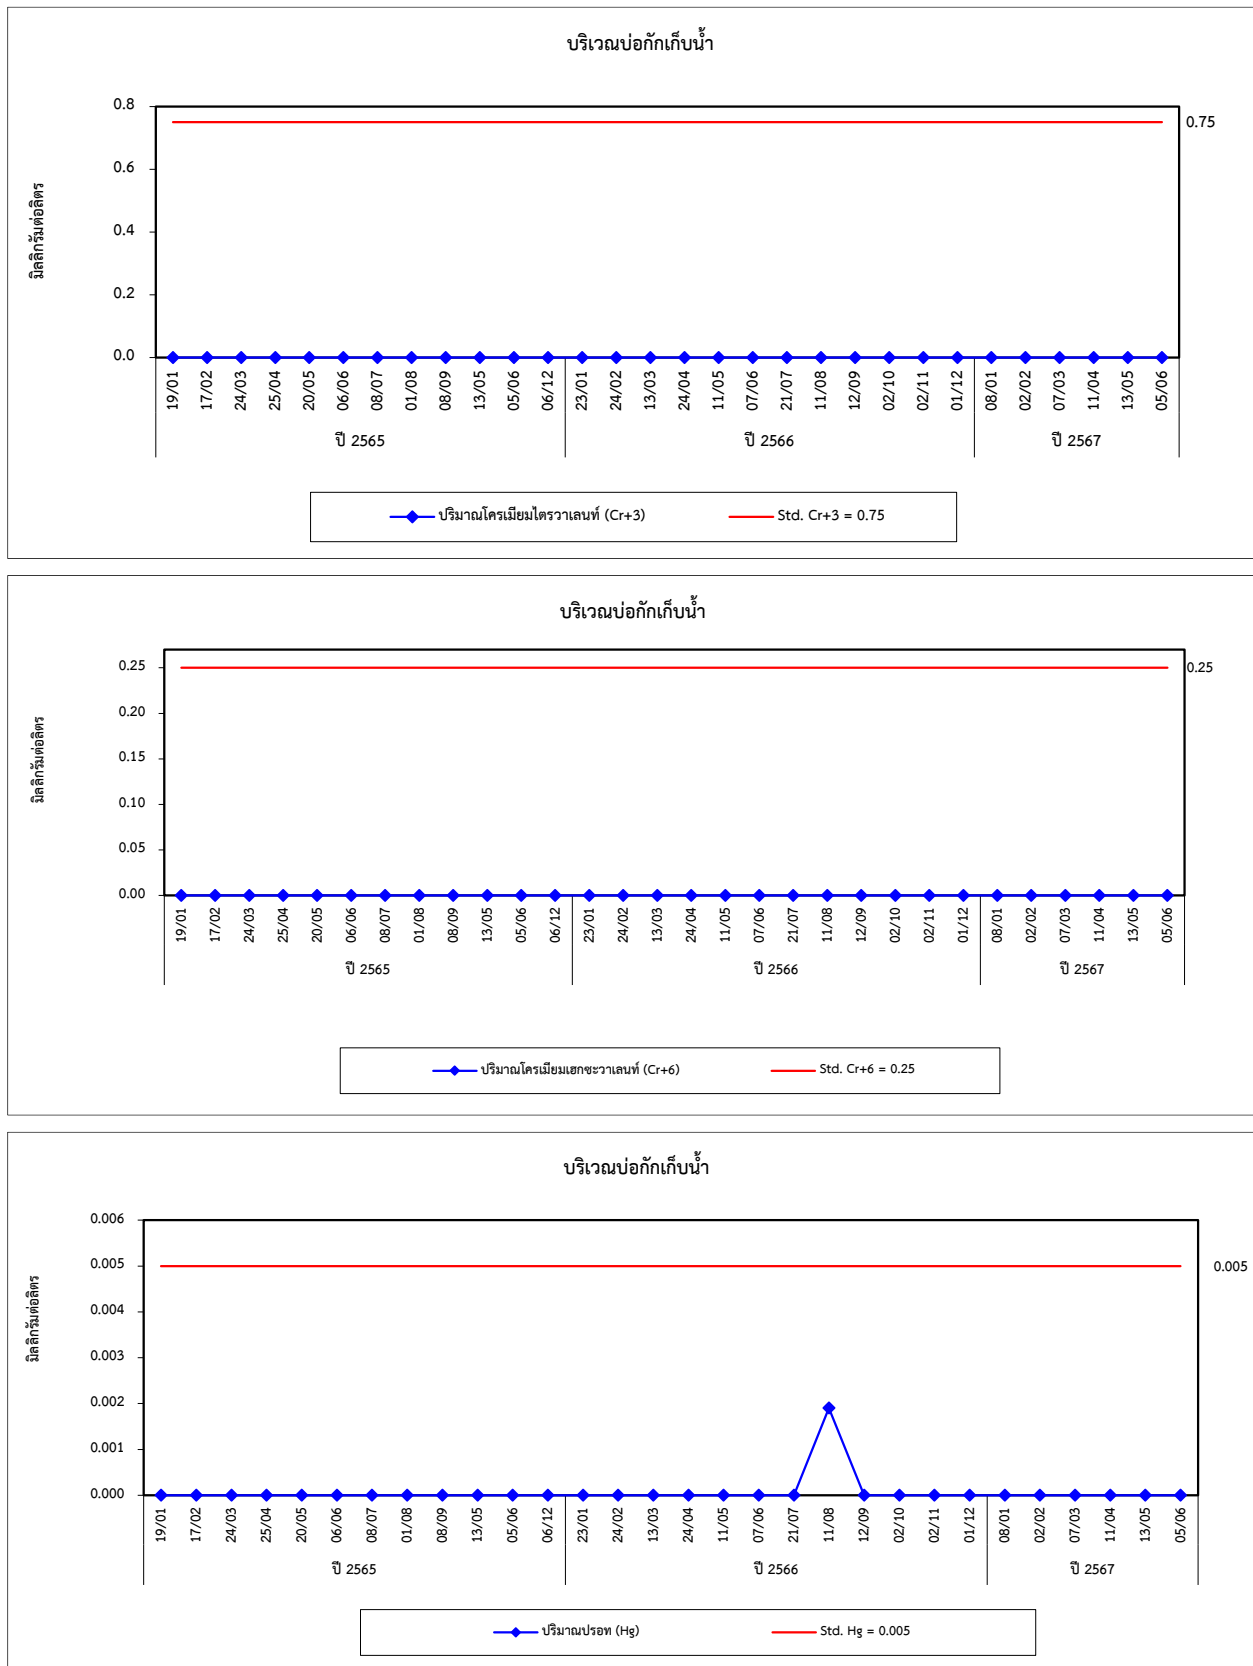 บริเวณบ่อกักเก็บน้ำ
มิลลิกรัมต่อลิตร
0.8
0.6
0.4
0.2
0.0
0.75
19/01 17/02 24/03 25/04 20/05 06/06 08/07 01/08 08/09 13/05 05/06 06/12 23/01 24/02 13/03 24/04 11/05 07/06 21/07 11/08 12/09 02/10 02/11 01/12 08/01 02/02 07/03 11/04 13/05 05/06
ปี 2565 ปี 2566 ปี 2567
ปริมาณโครเมียมไตรวาเลนท์ (Cr+3) Std. Cr+3 = 0.75
บริเวณบ่อกักเก็บน้ำ
มิลลิกรัมต่อลิตร
0.25
0.20
0.15
0.10
0.05
0.00
0.25
19/01 17/02 24/03 25/04 20/05 06/06 08/07 01/08 08/09 13/05 05/06 06/12 23/01 24/02 13/03 24/04 11/05 07/06 21/07 11/08 12/09 02/10 02/11 01/12 08/01 02/02 07/03 11/04 13/05 05/06
ปี 2565 ปี 2566 ปี 2567
ปริมาณโครเมียมเฮกซะวาเลนท์ (Cr+6) Std. Cr+6 = 0.25
บริเวณบ่อกักเก็บน้ำ
มิลลิกรัมต่อลิตร
0.006
0.005
0.004
0.003
0.002
0.001
0.000
0.005
19/01 17/02 24/03 25/04 20/05 06/06 08/07 01/08 08/09 13/05 05/06 06/12 23/01 24/02 13/03 24/04 11/05 07/06 21/07 11/08 12/09 02/10 02/11 01/12 08/01 02/02 07/03 11/04 13/05 05/06
ปี 2565 ปี 2566 ปี 2567
ปริมาณปรอท (Hg) Std. Hg = 0.005